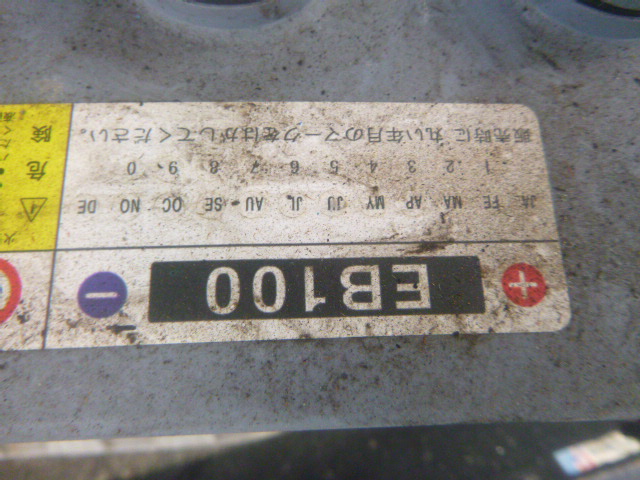 + EB100 −
JA FE MA AP MY JU JL AU SE OC NO DE
1 2 3 4 5 6 7 8 9 0
販売時に丸い年月のマークをはがしてください。
危険